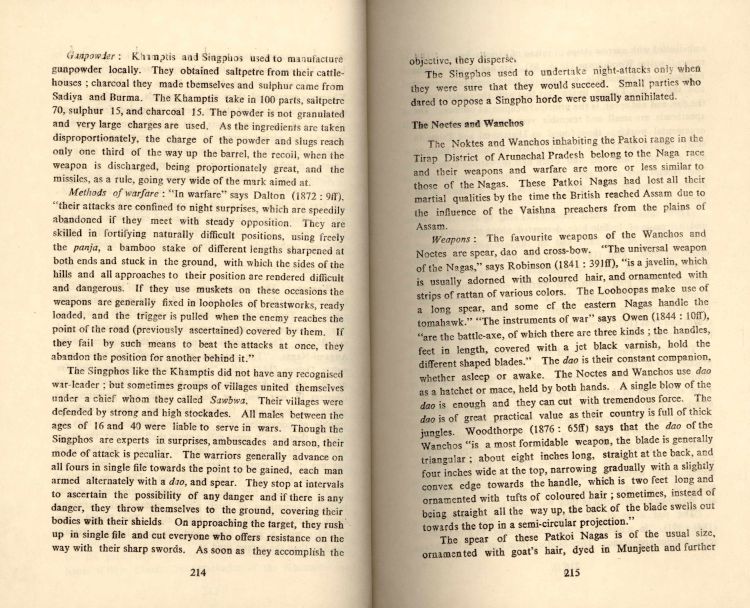 Gunpowder : Khamptis and Singphos used to manufacture
gunpowder locally. They obtained saltpetre from their cattle-
houses ; charcoal they made themselves and sulphur came from
Sadiya and Burma. The Khamptis take in 100 parts, saltpetre
70, sulphur 15, and charcoal 15. The powder is not granulated
and very large charges are used. As the ingredients are taken
disproportionately, the charge of the powder and slugs reach
only one third of the way up the barrel, the recoil, when the
weapon is discharged, being proportionately great, and the
missiles, as a rule, going very wide of the mark aimed at.
Methods of warfare : "In warfare" says Dalton (1872 : 9ff),
"their attacks are confined to night surprises, which are speedily
abandoned if they meet with steady opposition. They are
skilled in fortifying naturally difficult positions, using freely
the panja, a bamboo stake of different lengths sharpened at
both ends and stuck in the ground, with which the sides of the
hills and all approaches to their position are rendered difficult
and dangerous. If they use muskets on these occasions the
weapons are generally fixed in loopholes of breastworks, ready
loaded, and the trigger is pulled when the enemy reaches the
point of the road (previously ascertained) covered by them. If
they fail by such means to beat the attacks at once, they
abandon the position for another behind it."
The Singphos like the Khamptis did not have any recognised
war-leader ; but sometimes groups of villages united themselves
under a chief whom they called Sawbwa. Their villages were
defended by strong and high stockades. All males between the
ages of 16 and 40 were liable to serve in wars. Though the
Singphos are experts in surprises, ambuscades and arson, their
mode of attack is peculiar. The warriors generally advance on
all fours in single file towards the point to be gained, each man
armed alternately with a dao, and spear. They stop at intervals
to ascertain the possibility of any danger and if there is any
danger, they throw themselves to the ground, covering their
bodies with their shields On approaching the target, they rush
up in single file and cut everyone who offers resistance on the
way with their sharp swords. As soon as they accomplish the
214
objective, they disperse.
The Singphos used to undertake night-attacks only when
they were sure that they would succeed. Small parties who
dared to oppose a Singpho horde were usually annihilated.
The Noctes and Wanchos
The Noktes and Wanchos inhabiting the Patkoi range in the
Tirap District of Arunachal Pradesh belong to the Naga race
and their weapons and warfare are more or less similar to
those of the Nagas. These Patkoi Nagas had lost all their
martial qualities by the time the British reached Assam due to
the influence of the Vaishna preachers from the plains of
Assam.
Weapons : The favourite weapons of the Wanchos and
Noctes are spear, dao and cross-bow. "The universal weapon
of the Nagas," says Robinson (1841 : 391ff), "is a javelin, which
is usually adorned with coloured hair, and ornamented with
strips of rattan of various colors. The Looboopas make use of
a long spear, and some cf the eastern Nagas handle the
tomahawk." "The instruments of war" says Owen (1844 : 10ff),
"are the battle-axe, of which there are three kinds ; the handles,
feet in length, covered with a jet black varnish, hold the
different shaped blades." The dao is their constant companion,
whether asleep or awake. The Noctes and Wanchos use dao
as a hatchet or mace, held by both hands. A single blow of the
dao is enough and they can cut with tremendous force. The
dao is of great practical value as their country is full of thick
jungles. Woodthorpe (1876 : 65ff) says that the dao of the
Wanchos "is a most formidable weapon, the blade is generally
triangular ; about eight inches long, straight at the back, and
four inches wide at the top, narrowing gradually with a slightly
convex edge towards the handle, which is two feet long and
ornamented with tufts of coloured hair ; sometimes, instead of
being straight all the way up, the back of the blade swells out
towards the top in a semi-circular projection."
The spear of these Patkoi Nagas is of the usual size,
ornamented with goat's hair, dyed in Munjeeth and further
215